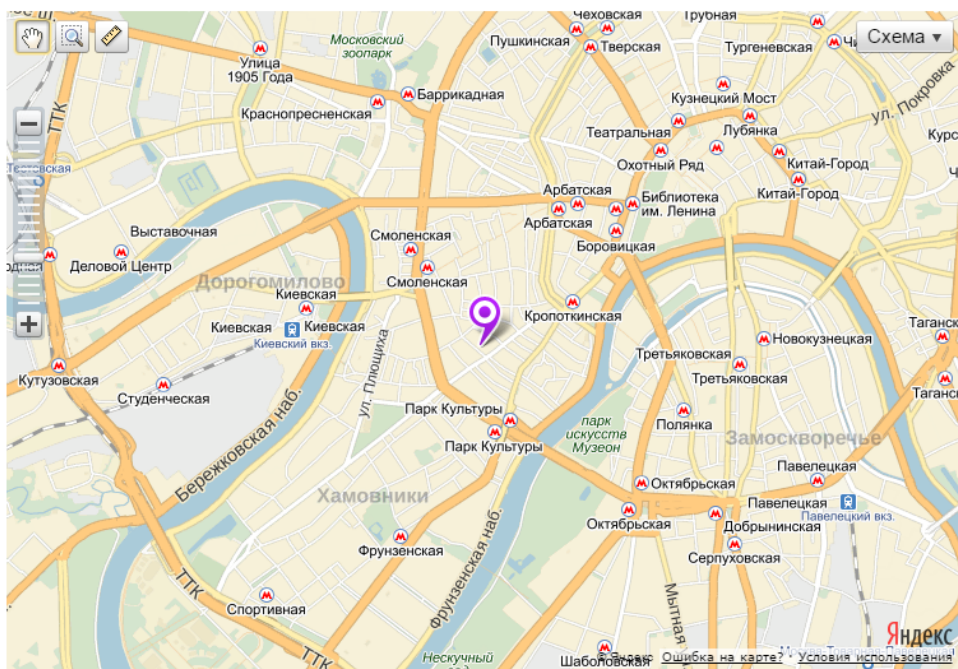 Чеховская
Трубная
Пушкинская
Тверская
Схема ▾
Московский
зоопарк
Улица
1905 Года
Тургеневская
ТТК
Баррикадная
Краснопресненская
Кузнецкий Мост
ул. Покровка
Театральная
Лубянка
Охотный Ряд
Китай-Город
Китай-Город
Тестовская
Арбатская
Арбатская
Библиотека
им. Ленина
Боровицкая
Выставочная
Смоленская
Деловой Центр
Смоленская
Дорогомилово
Киевская
Кропоткинская
Киевская
Киевская
Киевский вкз.
Новокузнецкая
Третьяковская
Третьяковская
Кутузовская
Студенческая
ул. Плющиха
Парк Культуры
Парк Культуры
парк
искусств
Музеон
Полянка
Замоскворечье
Бережковская наб.
Павелецкая
Павелецкая
Павелецкий вкз.
Хамовники
Октябрьская
Октябрьская
Добрынинская
Серпуховская
Фрунзенская
Фрунзенская наб.
ТТК
Спортивная
Мытная
ТТК
Нескучный
Шаболовская
Яндекс
© Яндекс Ошибка на карте? · Условия использования